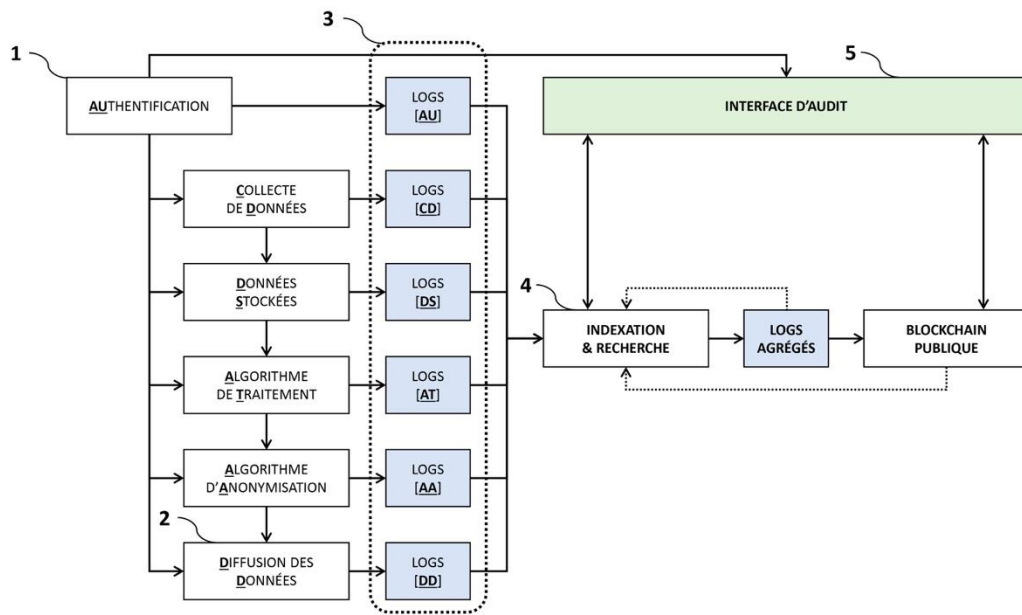 3
1
5
AUTHENTIFICATION
LOGS
[AU]
INTERFACE D'AUDIT
COLLECTE
DE DONNÉES
LOGS
[CD]
DONNÉES
STOCKÉES
LOGS
[DS]
4
INDEXATION
& RECHERCHE
LOGS
AGRÉGÉS
BLOCKCHAIN
PUBLIQUE
ALGORITHME
DE TRAITEMENT
LOGS
[AT]
ALGORITHME
D'ANONYMISATION
LOGS
[AA]
2
DIFFUSION DES
DONNÉES
LOGS
[DD]